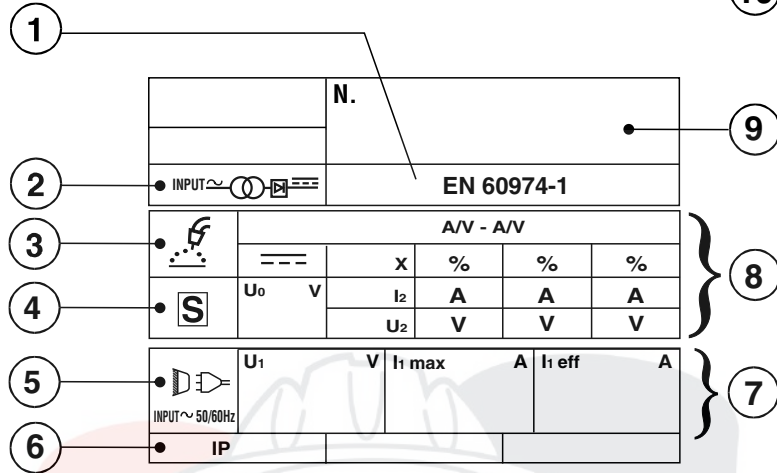 10
1
N.
9
2 INPUT EN 60974-1
3 A/V - A/V
X % % %
8
4 S U0 V I2 A A A
U2 V V V
5 U1 V I1 max A I1 eff A
7
INPUT ~ 50/60Hz
6 IP